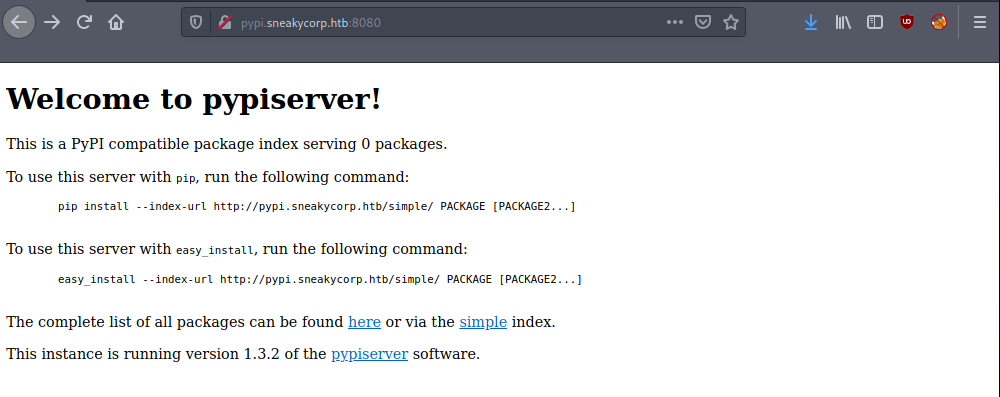 pypi.sneakycorp.htb:8080
Welcome to pypiserver!
This is a PyPI compatible package index serving 0 packages.
To use this server with pip, run the following command:
pip install --index-url http://pypi.sneakycorp.htb/simple/ PACKAGE [PACKAGE2...]
To use this server with easy_install, run the following command:
easy_install --index-url http://pypi.sneakycorp.htb/simple/ PACKAGE [PACKAGE2...]
The complete list of all packages can be found here or via the simple index.
This instance is running version 1.3.2 of the pypiserver software.